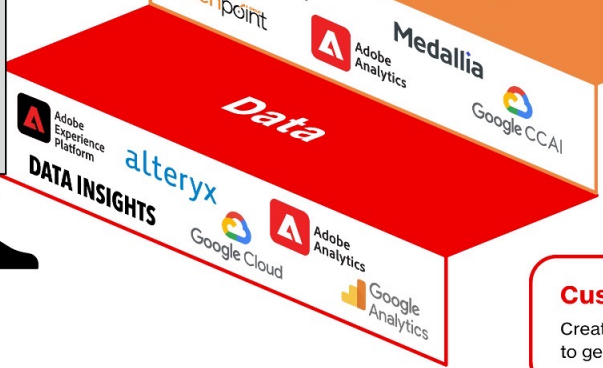 point
Adobe
Analytics
Medallia
Google CCAI
Data
Adobe
Experience
Platform
alteryx
DATA INSIGHTS
Google Cloud
Adobe
Analytics
Google
Analytics
Cus
Creat
to ge